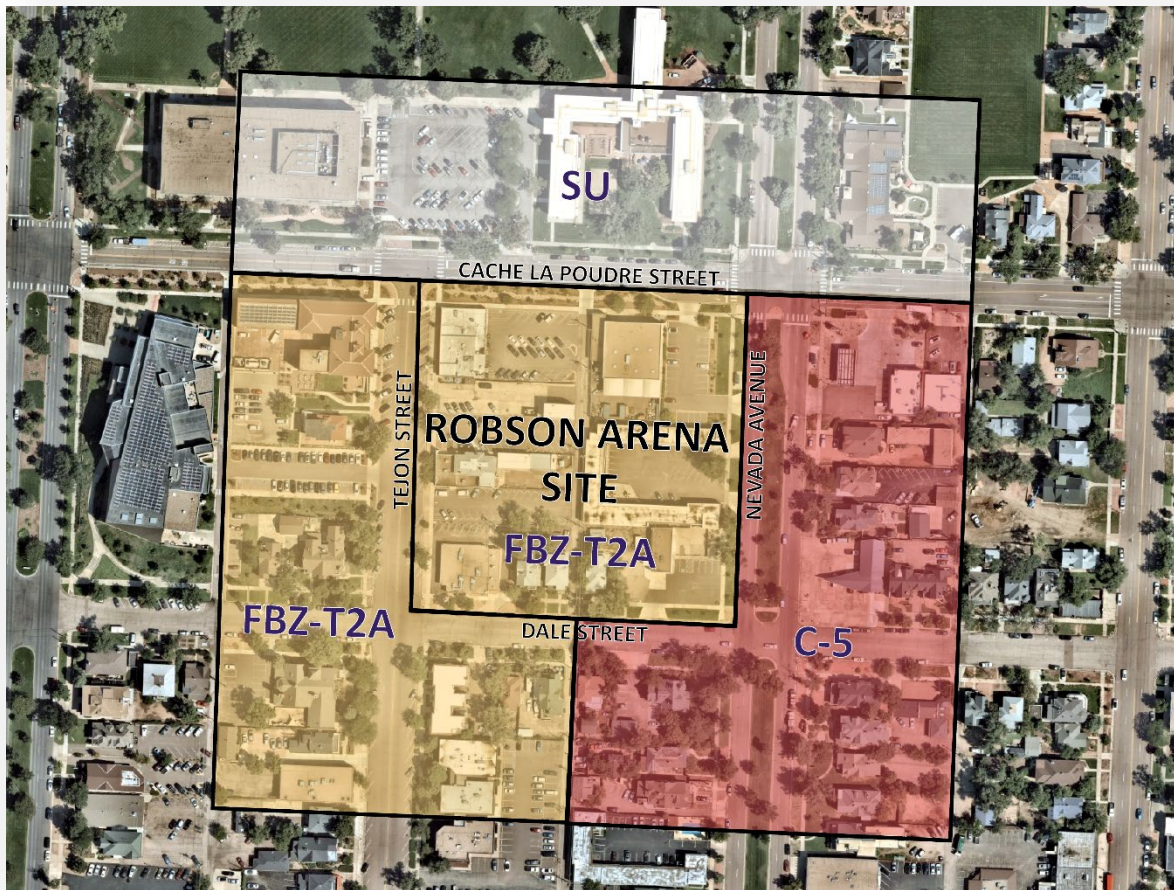 SU
CACHE LA POUDRE STREET
TEJON STREET
ROBSON ARENA
SITE
NEVADA AVENUE
FBZ-T2A
FBZ-T2A
DALE STREET
C-5